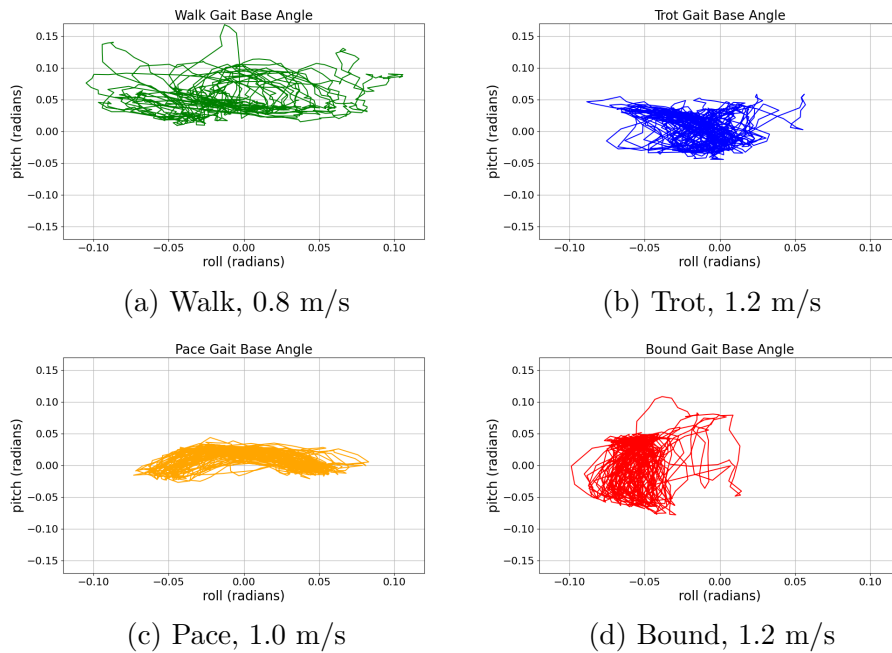 Walk Gait Base Angle
0.15
0.10
0.05
0.00
−0.05
−0.10
−0.15
pitch (radians)
−0.10 −0.05 0.00 0.05 0.10
roll (radians)
(a) Walk, 0.8 m/s
Trot Gait Base Angle
0.15
0.10
0.05
0.00
−0.05
−0.10
−0.15
pitch (radians)
−0.10 −0.05 0.00 0.05 0.10
roll (radians)
(b) Trot, 1.2 m/s
Pace Gait Base Angle
0.15
0.10
0.05
0.00
−0.05
−0.10
−0.15
pitch (radians)
−0.10 −0.05 0.00 0.05 0.10
roll (radians)
(c) Pace, 1.0 m/s
Bound Gait Base Angle
0.15
0.10
0.05
0.00
−0.05
−0.10
−0.15
pitch (radians)
−0.10 −0.05 0.00 0.05 0.10
roll (radians)
(d) Bound, 1.2 m/s